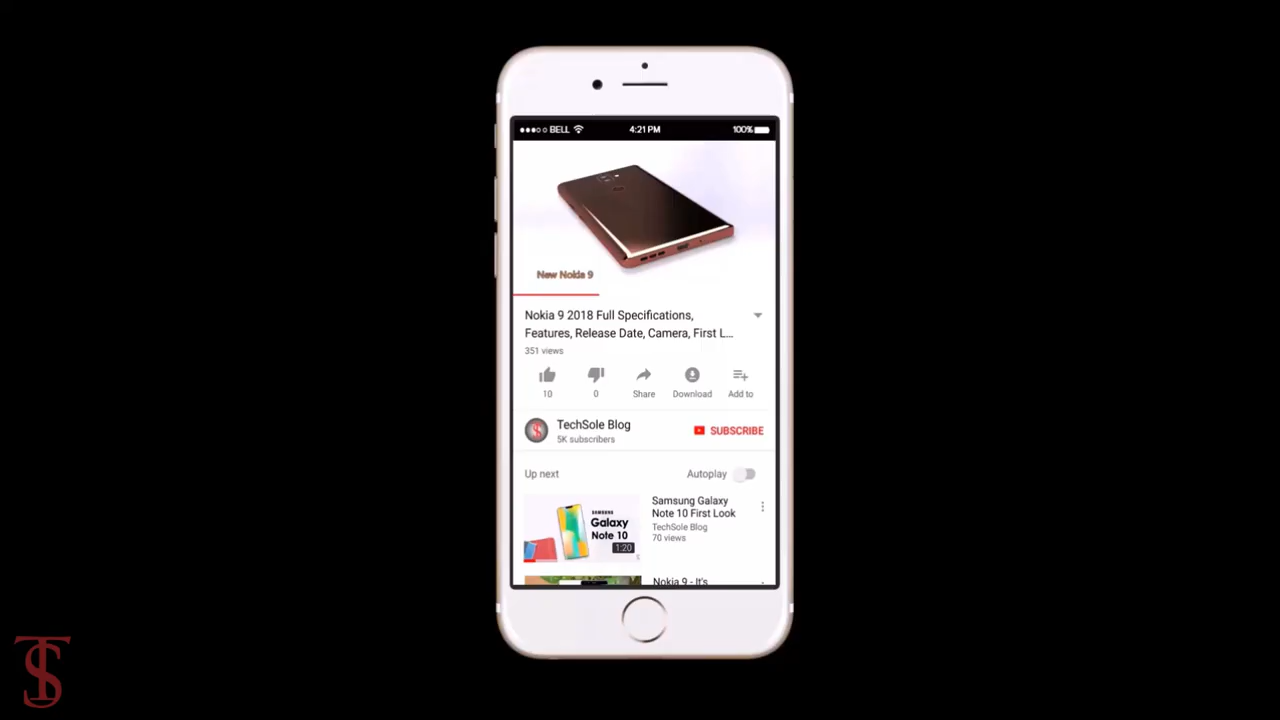 ●●●○○ BELL 4:21 PM 100%
New Nokia 9
Nokia 9 2018 Full Specifications,
Features, Release Date, Camera, First L...
351 views
10 0 Share Download Add to
TechSole Blog
5K subscribers
SUBSCRIBE
Up next Autoplay
SAMSUNG
Galaxy
Note 10
1:20
Samsung Galaxy
Note 10 First Look
TechSole Blog
70 views
Nokia 9 - It's
TS